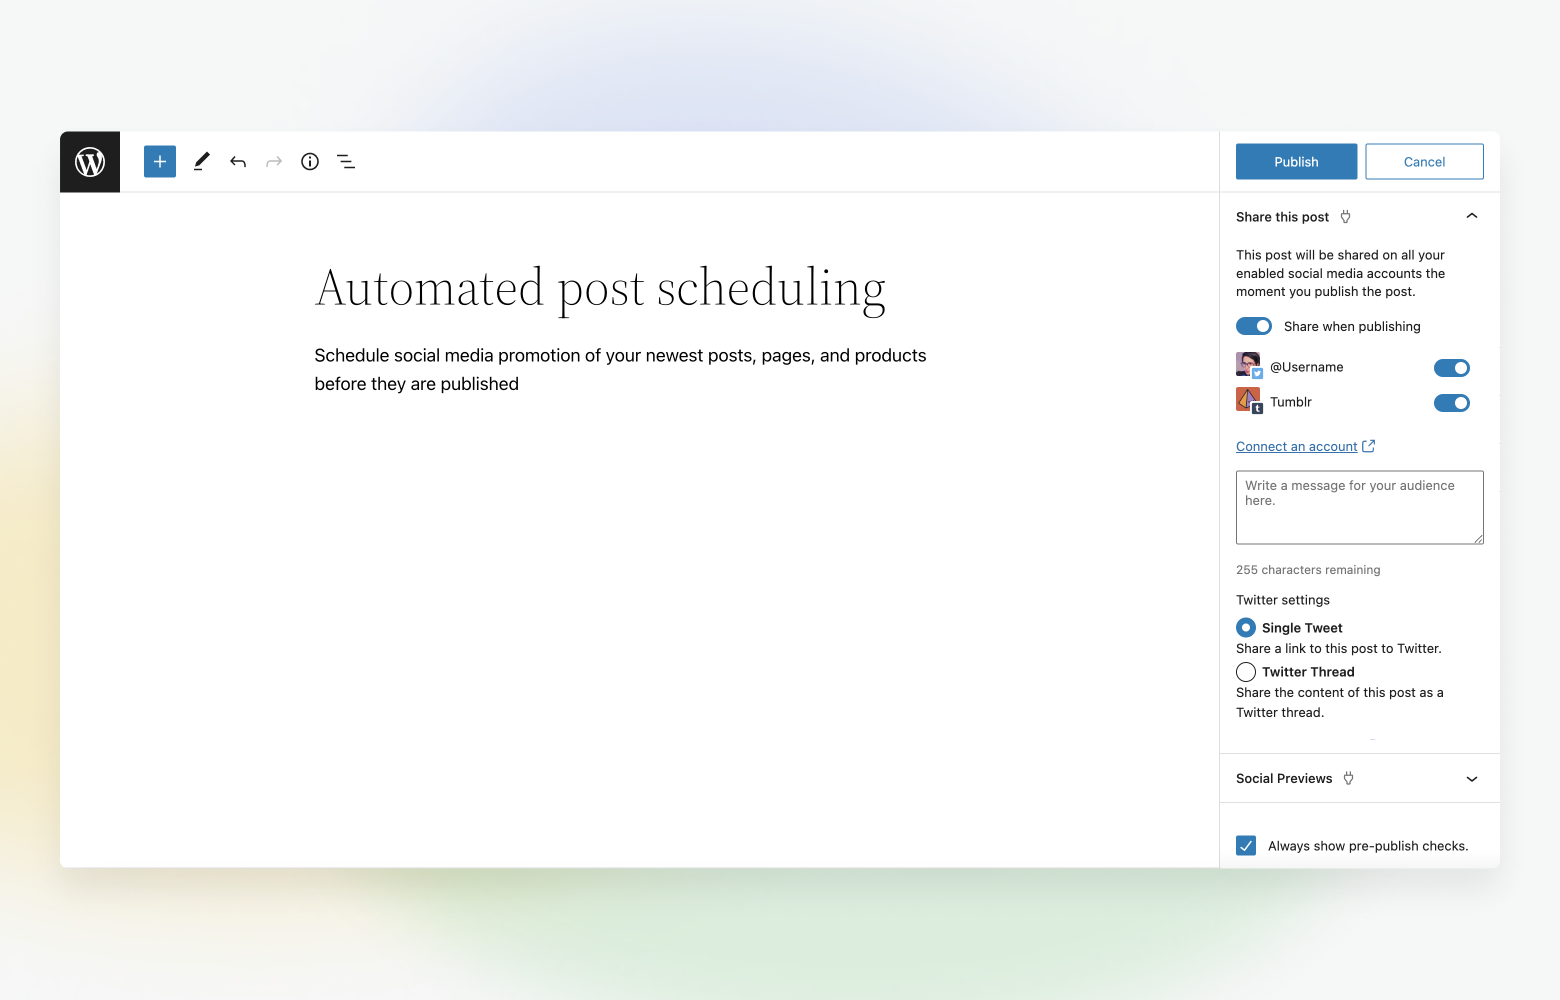 Publish
Cancel
Share this post
This post will be shared on all your
enabled social media accounts the
moment you publish the post.
Share when publishing
@Username
Tumblr
Connect an account
Write a message for your audience
here.
255 characters remaining
Twitter settings
Single Tweet
Share a link to this post to Twitter.
Twitter Thread
Share the content of this post as a
Twitter thread.
Social Previews
Always show pre-publish checks.
Automated post scheduling
Schedule social media promotion of your newest posts, pages, and products
before they are published